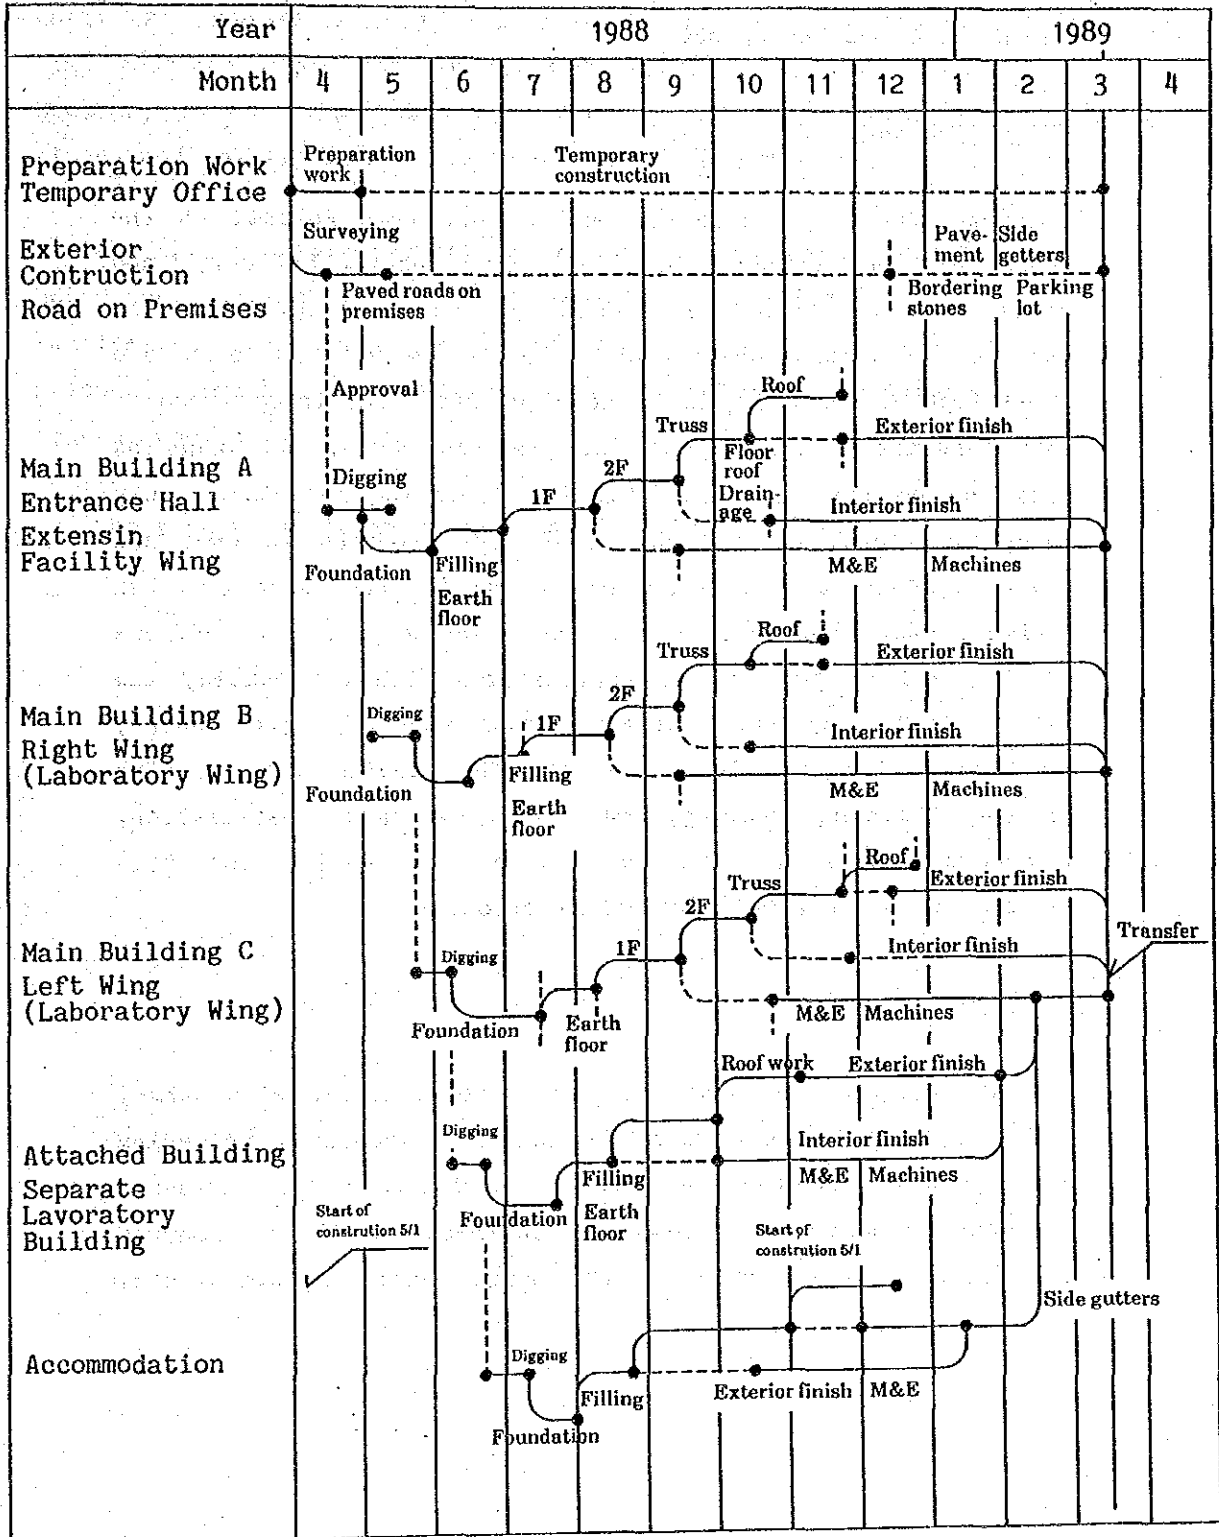 Year 1988 1989
Month 4 5 6 7 8 9 10 11 12 1 2 3 4
Preparation Work
Temporary Office
Preparation
work
Temporary
construction
Exterior
Contruction
Road on Premises
Surveying
Paved roads on
premises
Pave-
ment
Side
getters
Bordering
stones
Parking
lot
Approval
Main Building A
Entrance Hall
Extensin
Facility Wing
Digging
Foundation
Filling
Earth
floor
1F
2F
Truss
Roof
Floor
roof
Drain-
age
Exterior finish
Interior finish
M&E Machines
Main Building B
Right Wing
(Laboratory Wing)
Digging
Foundation
Filling
Earth
floor
1F
2F
Truss
Roof
Exterior finish
Interior finish
M&E Machines
Main Building C
Left Wing
(Laboratory Wing)
Digging
Foundation
Earth
floor
1F
2F
Truss
Roof
Exterior finish
Interior finish
M&E Machines
Transfer
Attached Building
Separate
Lavoratory
Building
Digging
Foundation
Filling
Earth
floor
Roof work
Exterior finish
Interior finish
M&E Machines
Start of
constrution 5/1
Start of
constrution 5/1
Side gutters
Accommodation
Digging
Foundation
Filling
Exterior finish M&E